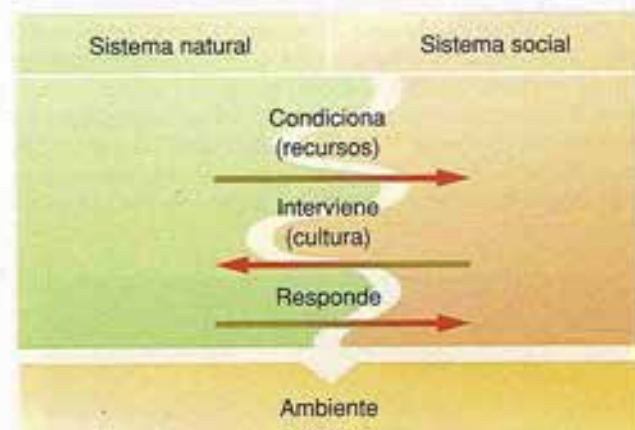 Sistema natural
Sistema social
Condiciona
(recursos)
Interviene
(cultura)
Responde
Ambiente